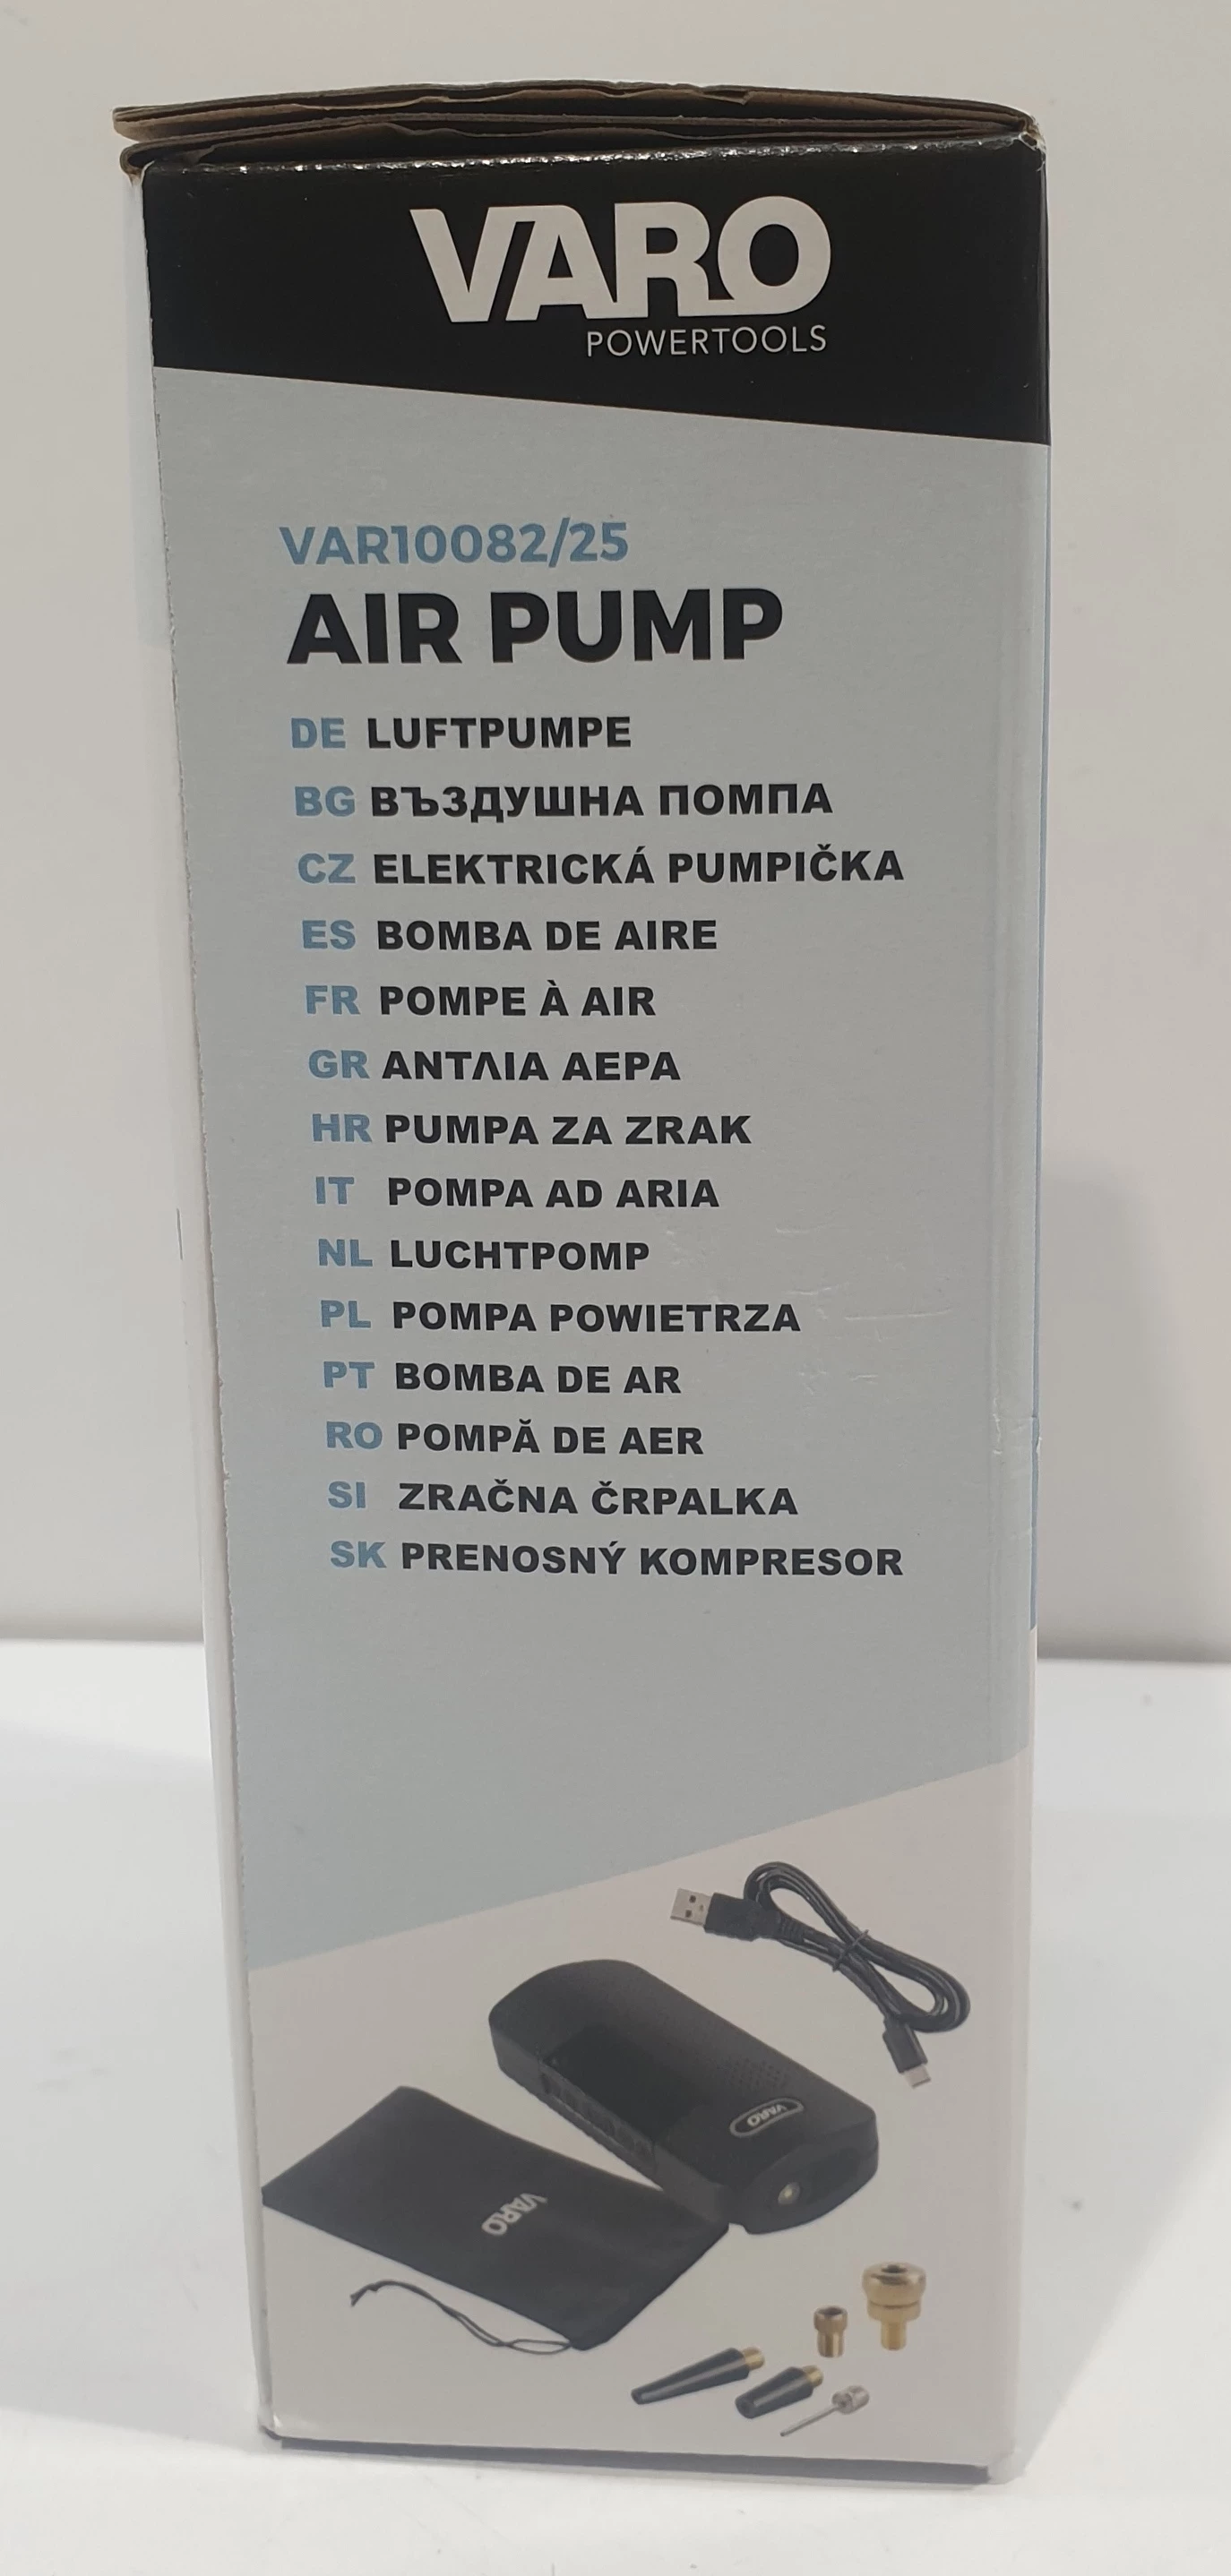 VARO
POWERTOOLS
VAR10082/25
AIR PUMP
DE LUFTPUMPE
BG ВЪЗДУШНА ПОМПА
CZ ELEKTRICKÁ PUMPIČKA
ES BOMBA DE AIRE
FR POMPE À AIR
GR ΑΝΤΛΙΑ ΑΕΡΑ
HR PUMPA ZA ZRAK
IT POMPA AD ARIA
NL LUCHTPOMP
PL POMPA POWIETRZA
PT BOMBA DE AR
RO POMPĂ DE AER
SI ZRAČNA ČRPALKA
SK PRENOSNÝ KOMPRESOR
VARO
VARO